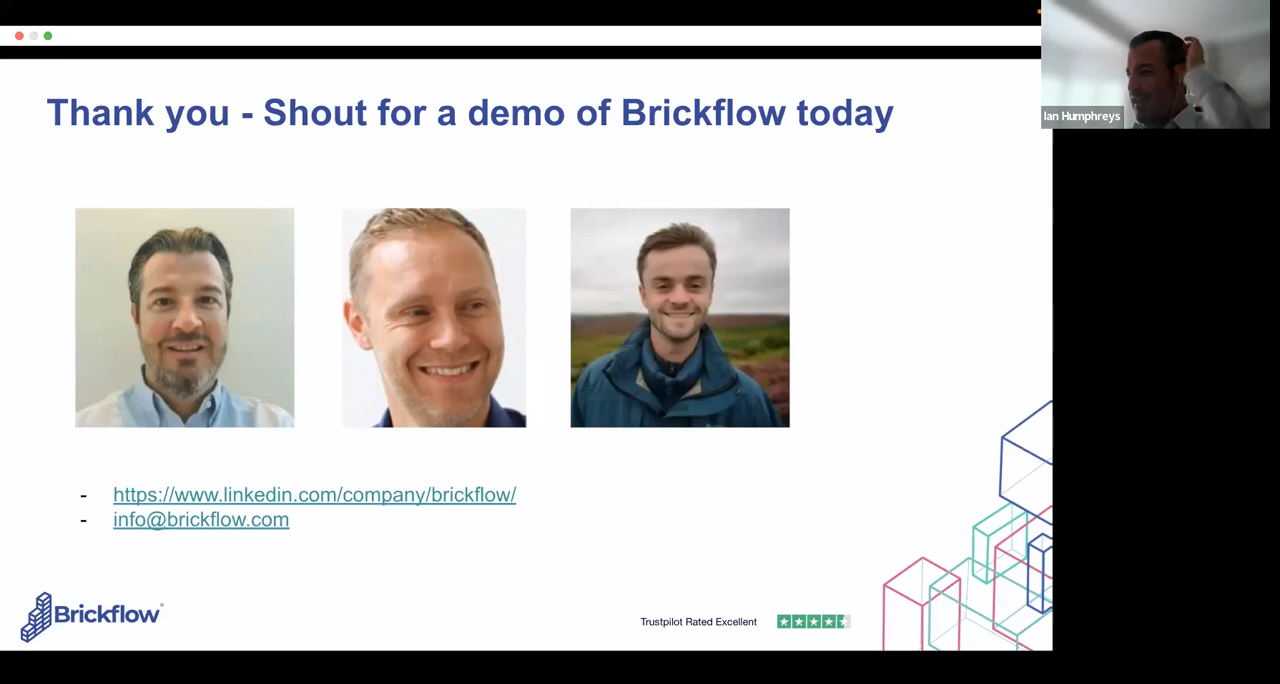 Thank you - Shout for a demo of Brickflow today
Ian Humphreys
- https://www.linkedin.com/company/brickflow/
- info@brickflow.com
Brickflow
Trustpilot Rated Excellent